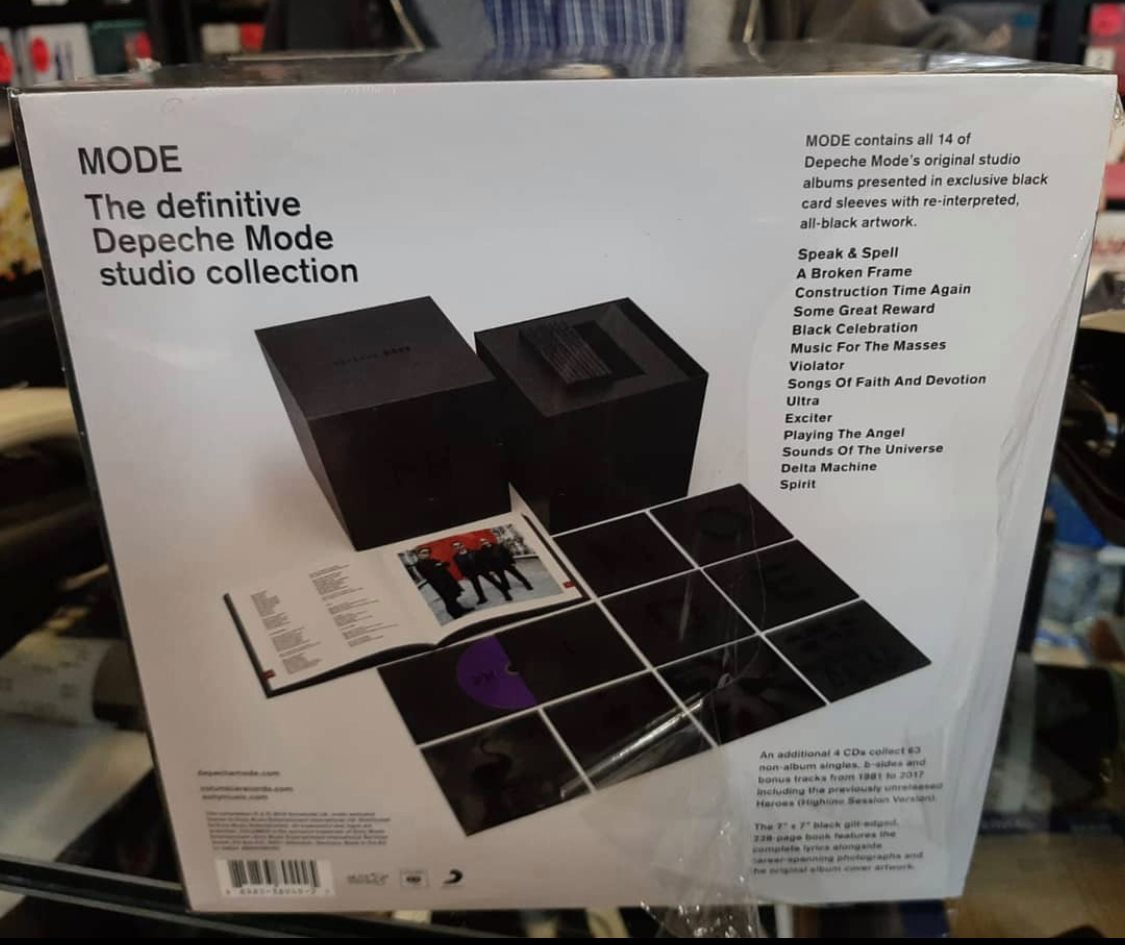 MODE
The definitive
Depeche Mode
studio collection
MODE contains all 14 of
Depeche Mode's original studio
albums presented in exclusive black
card sleeves with re-interpreted,
all-black artwork.
Speak & Spell
A Broken Frame
Construction Time Again
Some Great Reward
Black Celebration
Music For The Masses
Violator
Songs Of Faith And Devotion
Ultra
Exciter
Playing The Angel
Sounds Of The Universe
Delta Machine
Spirit
An additional 4 CDs collect 63
non-album singles, b-sides and
bonus tracks from 1981 to 2017
including the previously unreleased
Heroes (Highline Session Version).
The 7" x 7" black gilt-edged,
228-page book features the
complete lyrics alongside
career-spanning photographs and
he original album cover artwork.
depechemode.com
columbiarecords.com
sonymusic.com